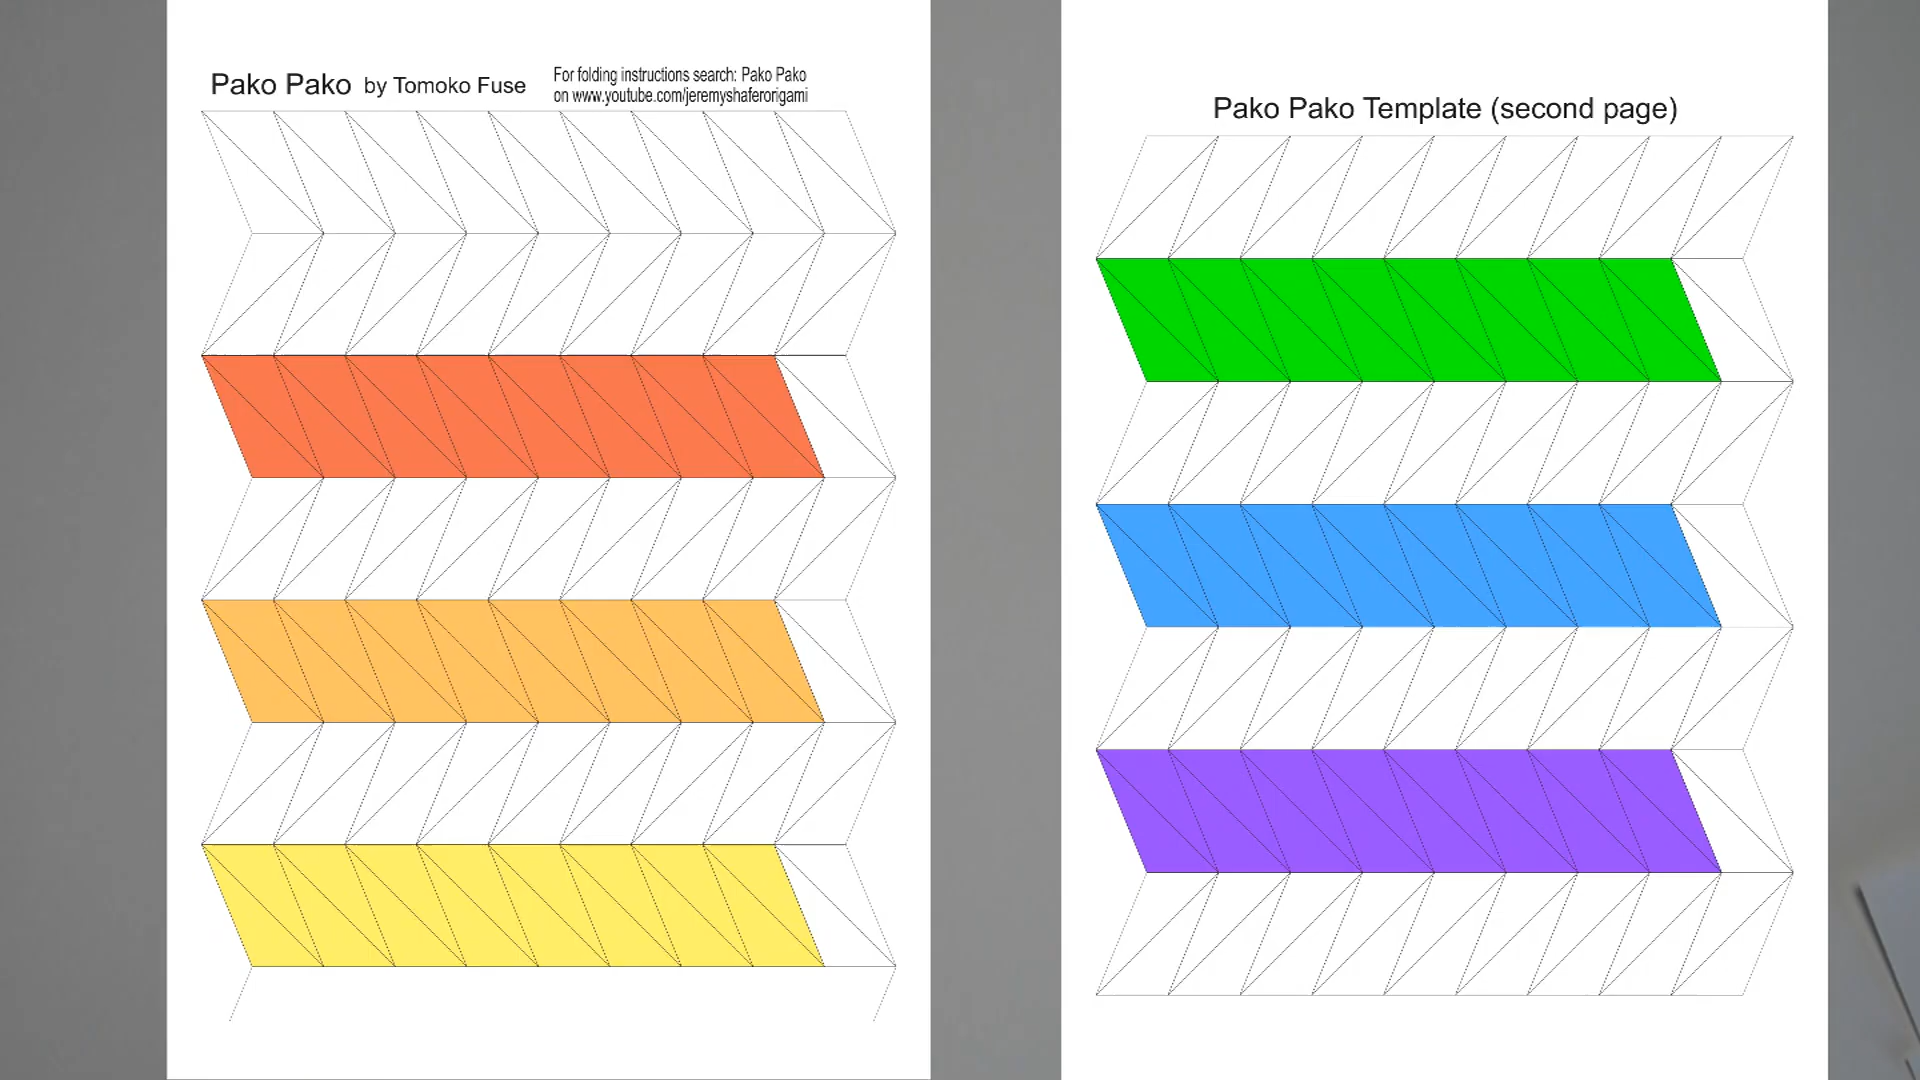 Pako Pako by Tomoko Fuse
For folding instructions search: Pako Pako
on www.youtube.com/jeremyshaferorigami
Pako Pako Template (second page)